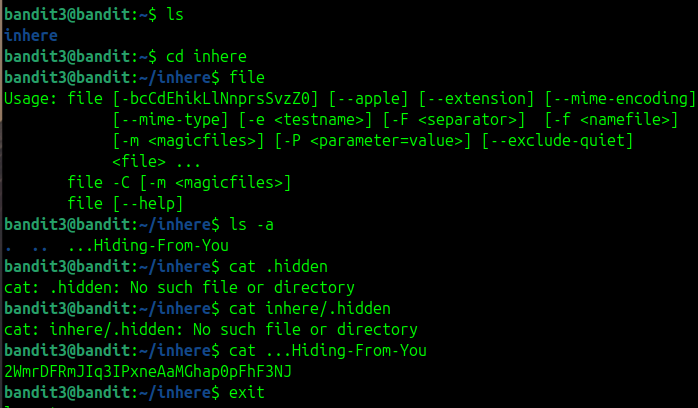 bandit3@bandit:~$ ls
inhere
bandit3@bandit:~$ cd inhere
bandit3@bandit:~/inhere$ file
Usage: file [-bcCdEhikLlNnprsSvzZ0] [--apple] [--extension] [--mime-encoding]
            [--mime-type] [-e <testname>] [-F <separator>]  [-f <namefile>]
            [-m <magicfiles>] [-P <parameter=value>] [--exclude-quiet]
            <file> ...
       file -C [-m <magicfiles>]
       file [--help]
bandit3@bandit:~/inhere$ ls -a
.  ..  ...Hiding-From-You
bandit3@bandit:~/inhere$ cat .hidden
cat: .hidden: No such file or directory
bandit3@bandit:~/inhere$ cat inhere/.hidden
cat: inhere/.hidden: No such file or directory
bandit3@bandit:~/inhere$ cat ...Hiding-From-You
2WmrDFRmJIq3IPxneAaMGhap0pFhF3NJ
bandit3@bandit:~/inhere$ exit